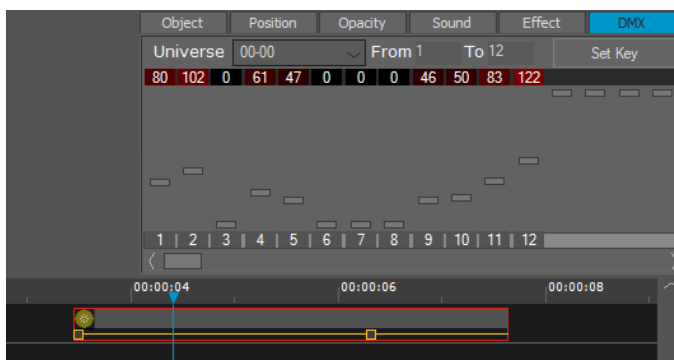 Object Position Opacity Sound Effect DMX
Universe 00-00 From 1 To 12 Set Key
80 102 0 61 47 0 0 0 46 50 83 122
1 2 3 4 5 6 7 8 9 10 11 12
00:00:04 00:00:06 00:00:08